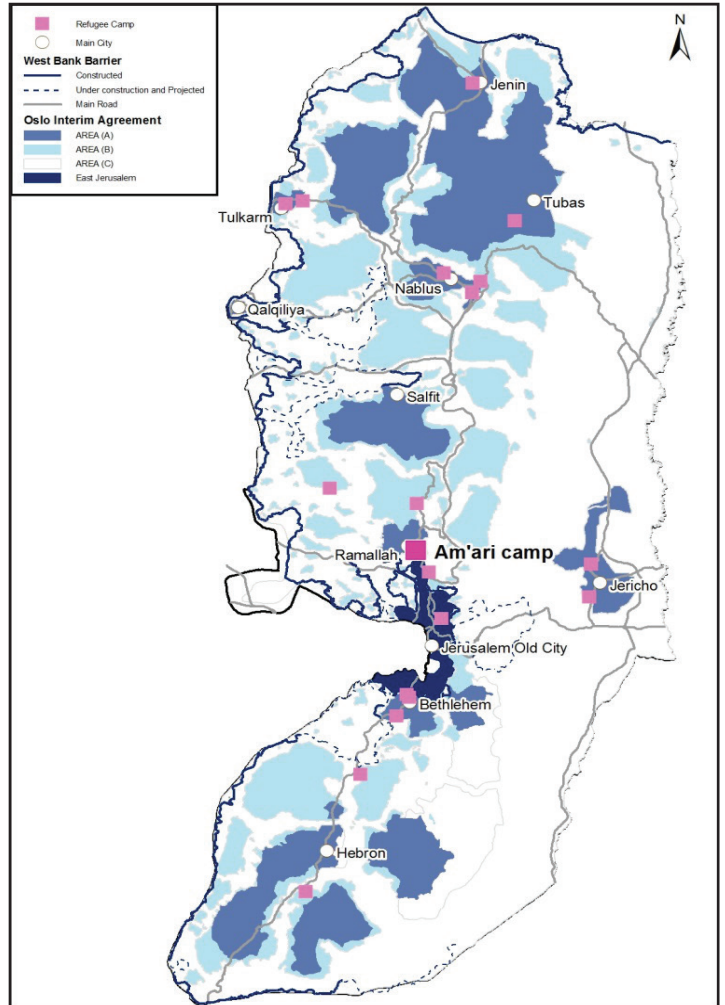 Refugee Camp
Main City
West Bank Barrier
Constructed
Under construction and Projected
Main Road
Oslo Interim Agreement
AREA (A)
AREA (B)
AREA (C)
East Jerusalem
N
Jenin
Tubas
Tulkarm
Nablus
Qalqiliya
Salfit
Ramallah
Am'ari camp
Jericho
Jerusalem Old City
Bethlehem
Hebron